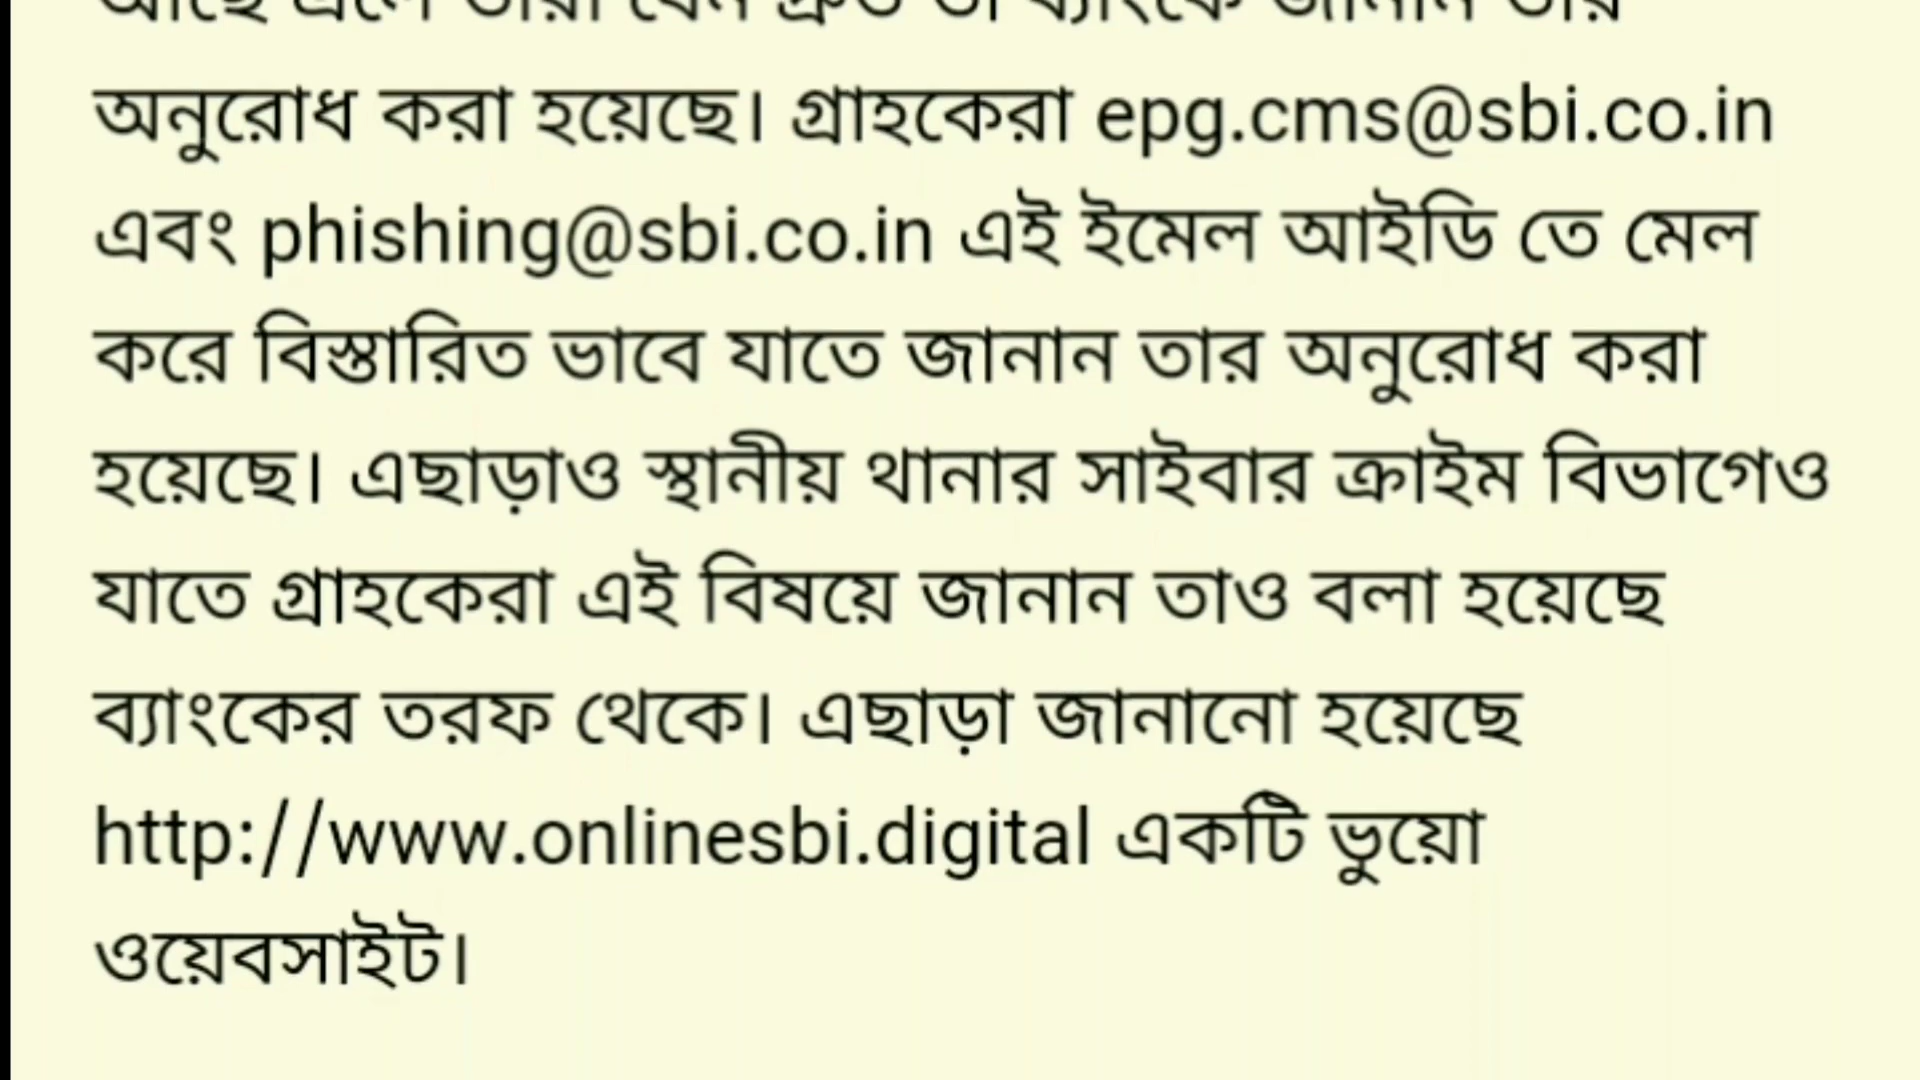 অনুরোধ করা হয়েছে। গ্রাহকেরা epg.cms@sbi.co.in
এবং phishing@sbi.co.in এই ইমেল আইডি তে মেল
করে বিস্তারিত ভাবে যাতে জানান তার অনুরোধ করা
হয়েছে। এছাড়াও স্থানীয় থানার সাইবার ক্রাইম বিভাগেও
যাতে গ্রাহকেরা এই বিষয়ে জানান তাও বলা হয়েছে
ব্যাংকের তরফ থেকে। এছাড়া জানানো হয়েছে
http://www.onlinesbi.digital একটি ভুয়ো
ওয়েবসাইট।